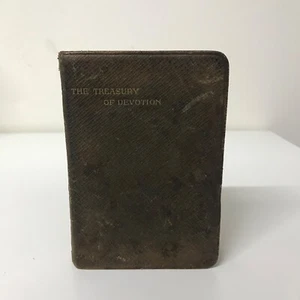 THE TREASURY
OF DEVOTION